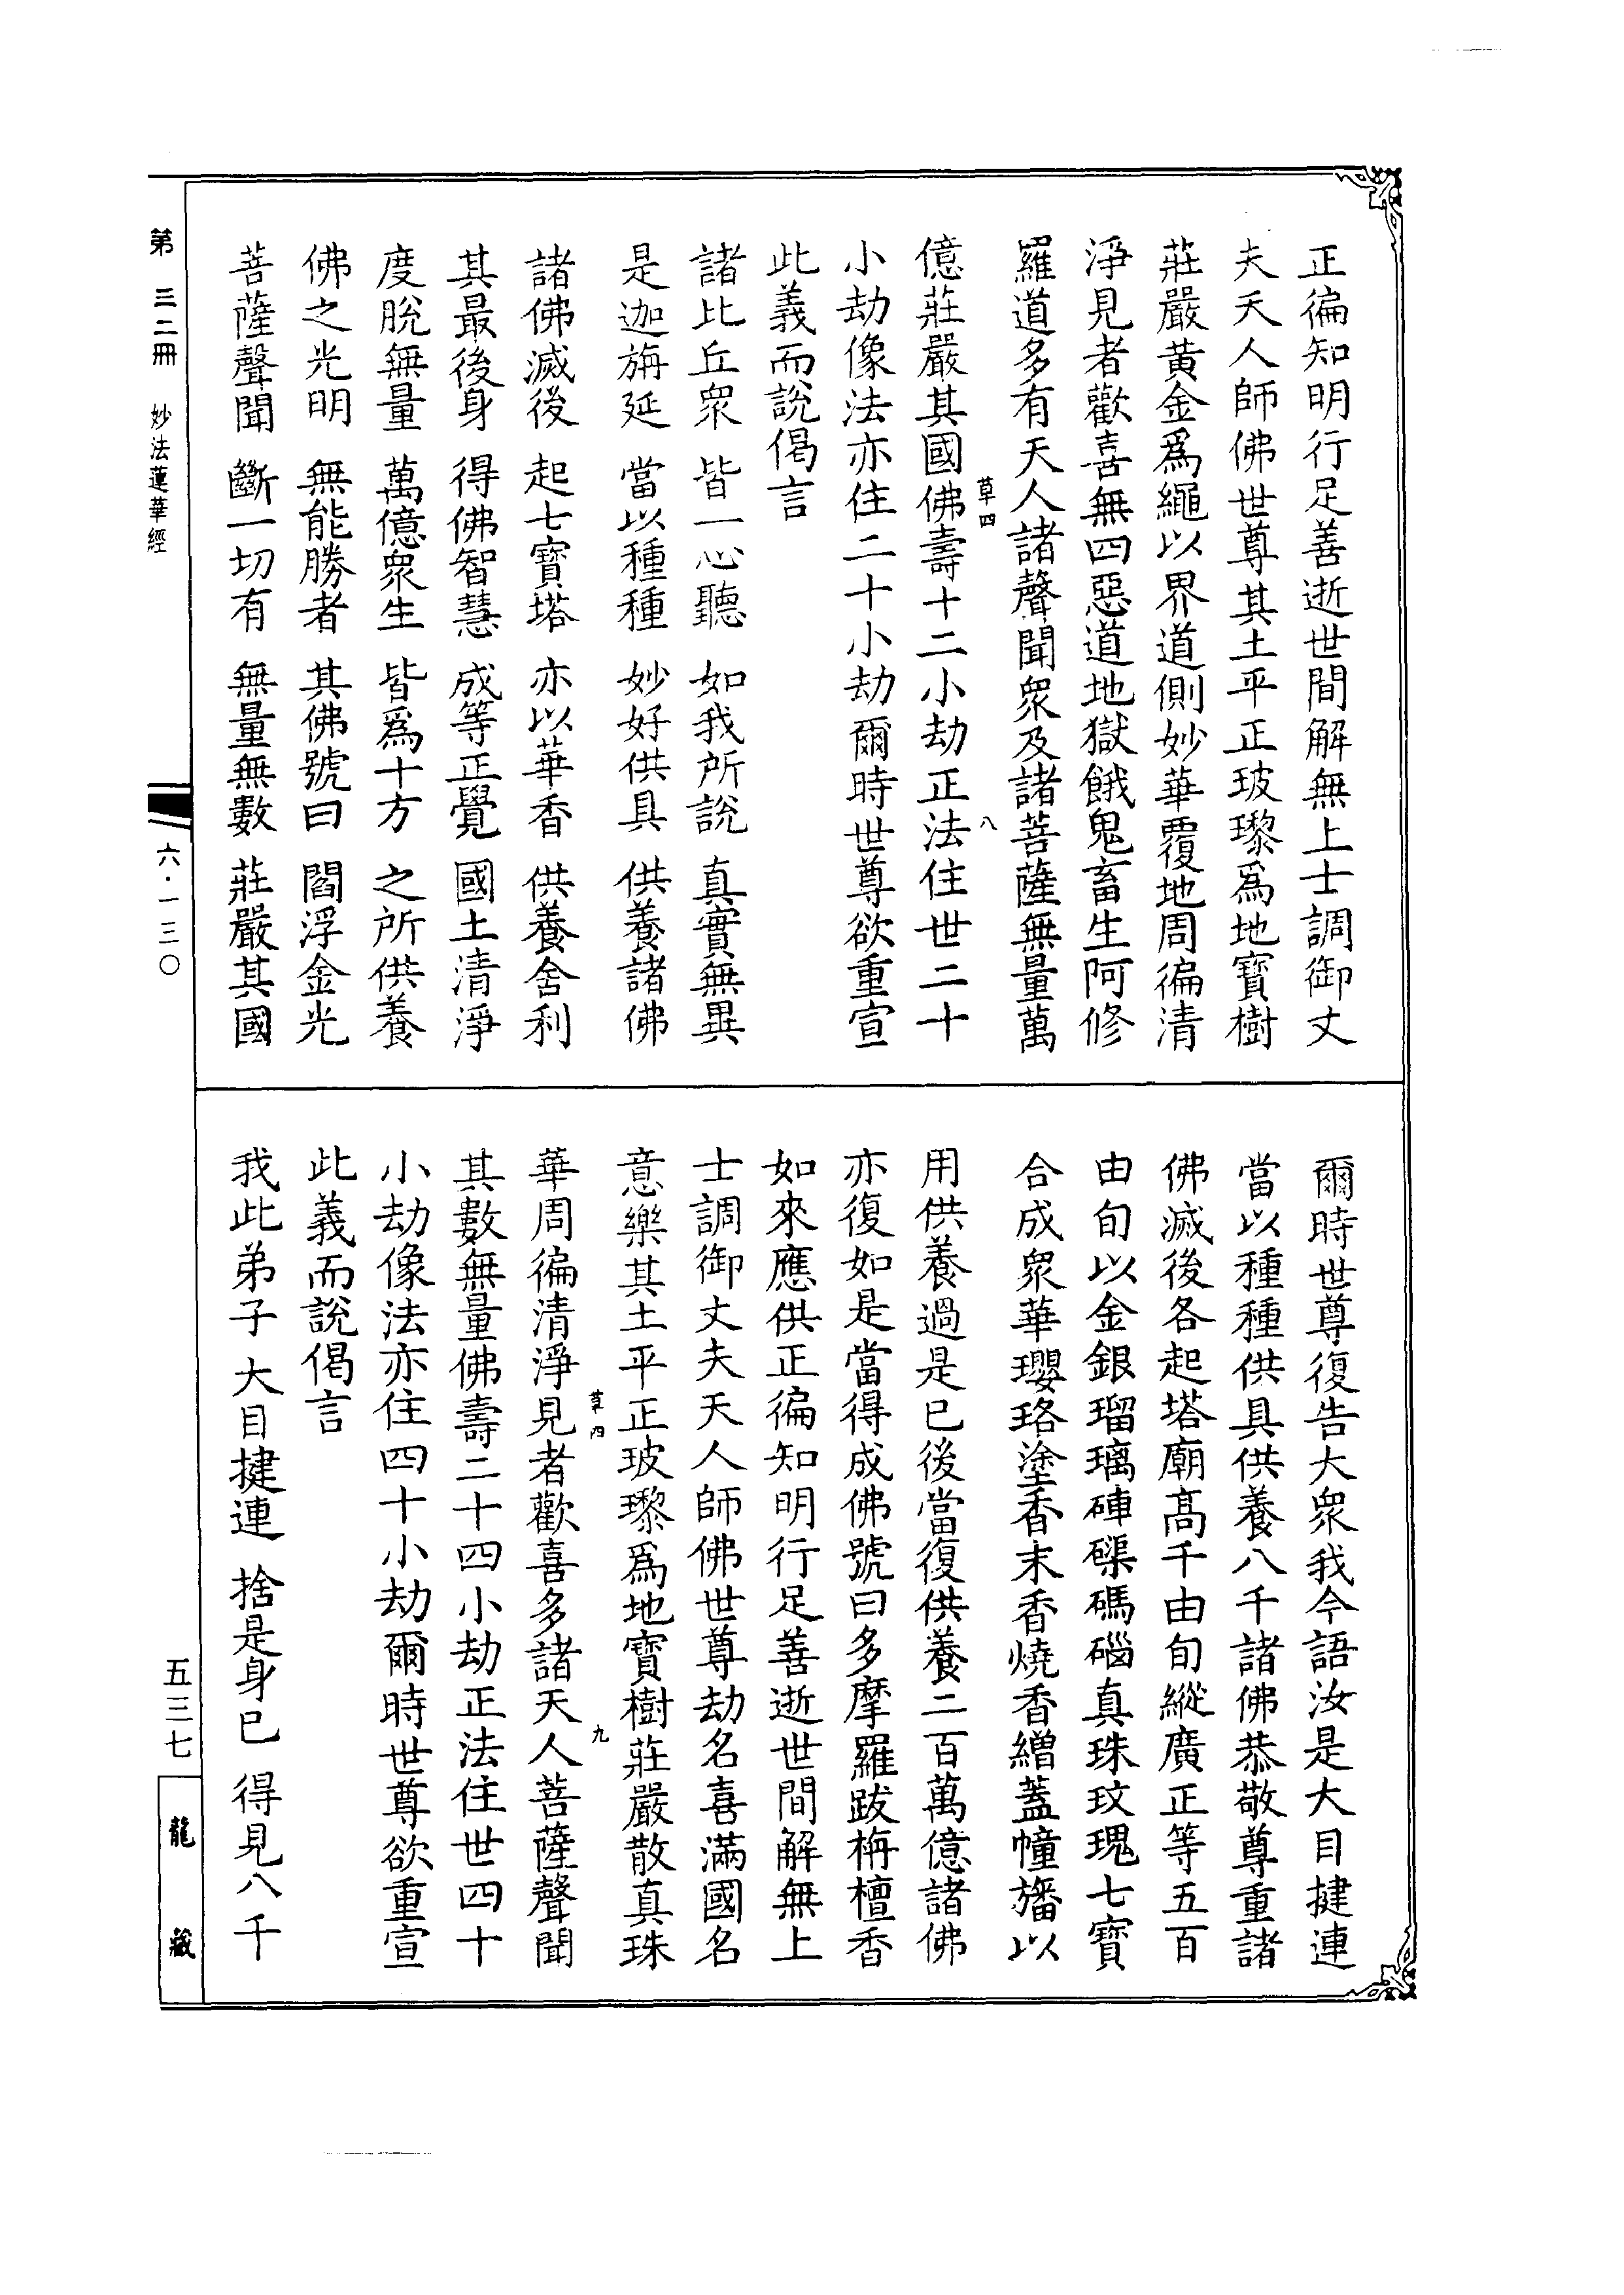 正徧知明行足善逝世間解無上士調御丈
夫天人師佛世尊其土平正玻瓈爲地寶樹
莊嚴黄金爲繩以界道側妙華覆地周徧清
淨見者歡喜無四惡道地獄餓鬼畜生阿修
羅道多有天人諸聲聞衆及諸菩薩無量萬
草四 八
億莊嚴其國佛壽十二小劫正法住世二十
小劫像法亦住二十小劫爾時世尊欲重宣
此義而說偈言
諸比丘衆 皆一心聽 如我所說 真實無異
是迦旃延 當以種種 妙好供具 供養諸佛
諸佛滅後 起七寶塔 亦以華香 供養舍利
其最後身 得佛智慧 成等正覺 國土清淨
度脫無量 萬億衆生 皆爲十方 之所供養
佛之光明 無能勝者 其佛號曰 閻浮金光
菩薩聲聞 斷一切有 無量無數 莊嚴其國
爾時世尊復告大衆我今語汝是大目揵連
當以種種供具供養八千諸佛恭敬尊重諸
佛滅後各起塔廟高千由旬縱廣正等五百
由旬以金銀瑠璃硨磲碼碯真珠玫瑰七寶
合成衆華瓔珞塗香末香燒香繒蓋幢旛以
用供養過是已後當復供養二百萬億諸佛
亦復如是當得成佛號曰多摩羅跋栴檀香
如來應供正徧知明行足善逝世間解無上
士調御丈夫天人師佛世尊劫名喜滿國名
意樂其土平正玻瓈爲地寶樹莊嚴散真珠
草四 九
華周徧清淨見者歡喜多諸天人菩薩聲聞
其數無量佛壽二十四小劫正法住世四十
小劫像法亦住四十小劫爾時世尊欲重宣
此義而說偈言
我此弟子 大目揵連 捨是身已 得見八千
第三二冊 妙法蓮華經 六·一三〇 五三七 龍藏